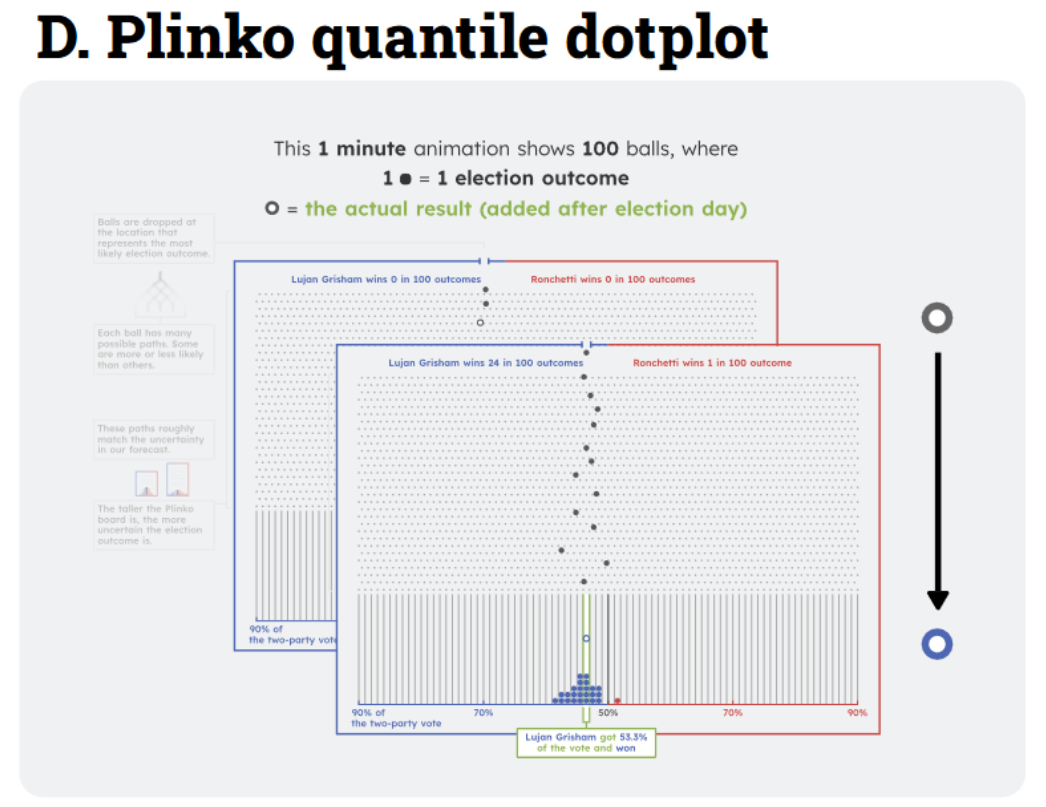 D. Plinko quantile dotplot
This 1 minute animation shows 100 balls, where
1 ● = 1 election outcome
O = the actual result (added after election day)
Balls are dropped at
the location that
represents the most
likely election outcome.
Each ball has many
possible paths. Some
are more or less likely
than others.
These paths roughly
match the uncertainty
in our forecast.
The taller the Plinko
board is, the more
uncertain the election
outcome is.
Lujan Grisham wins 0 in 100 outcomes
Ronchetti wins 0 in 100 outcomes
90% of
the two-party vote
Lujan Grisham wins 24 in 100 outcomes
Ronchetti wins 1 in 100 outcome
90% of
the two-party vote
70%
50%
70%
90%
Lujan Grisham got 53.3%
of the vote and won